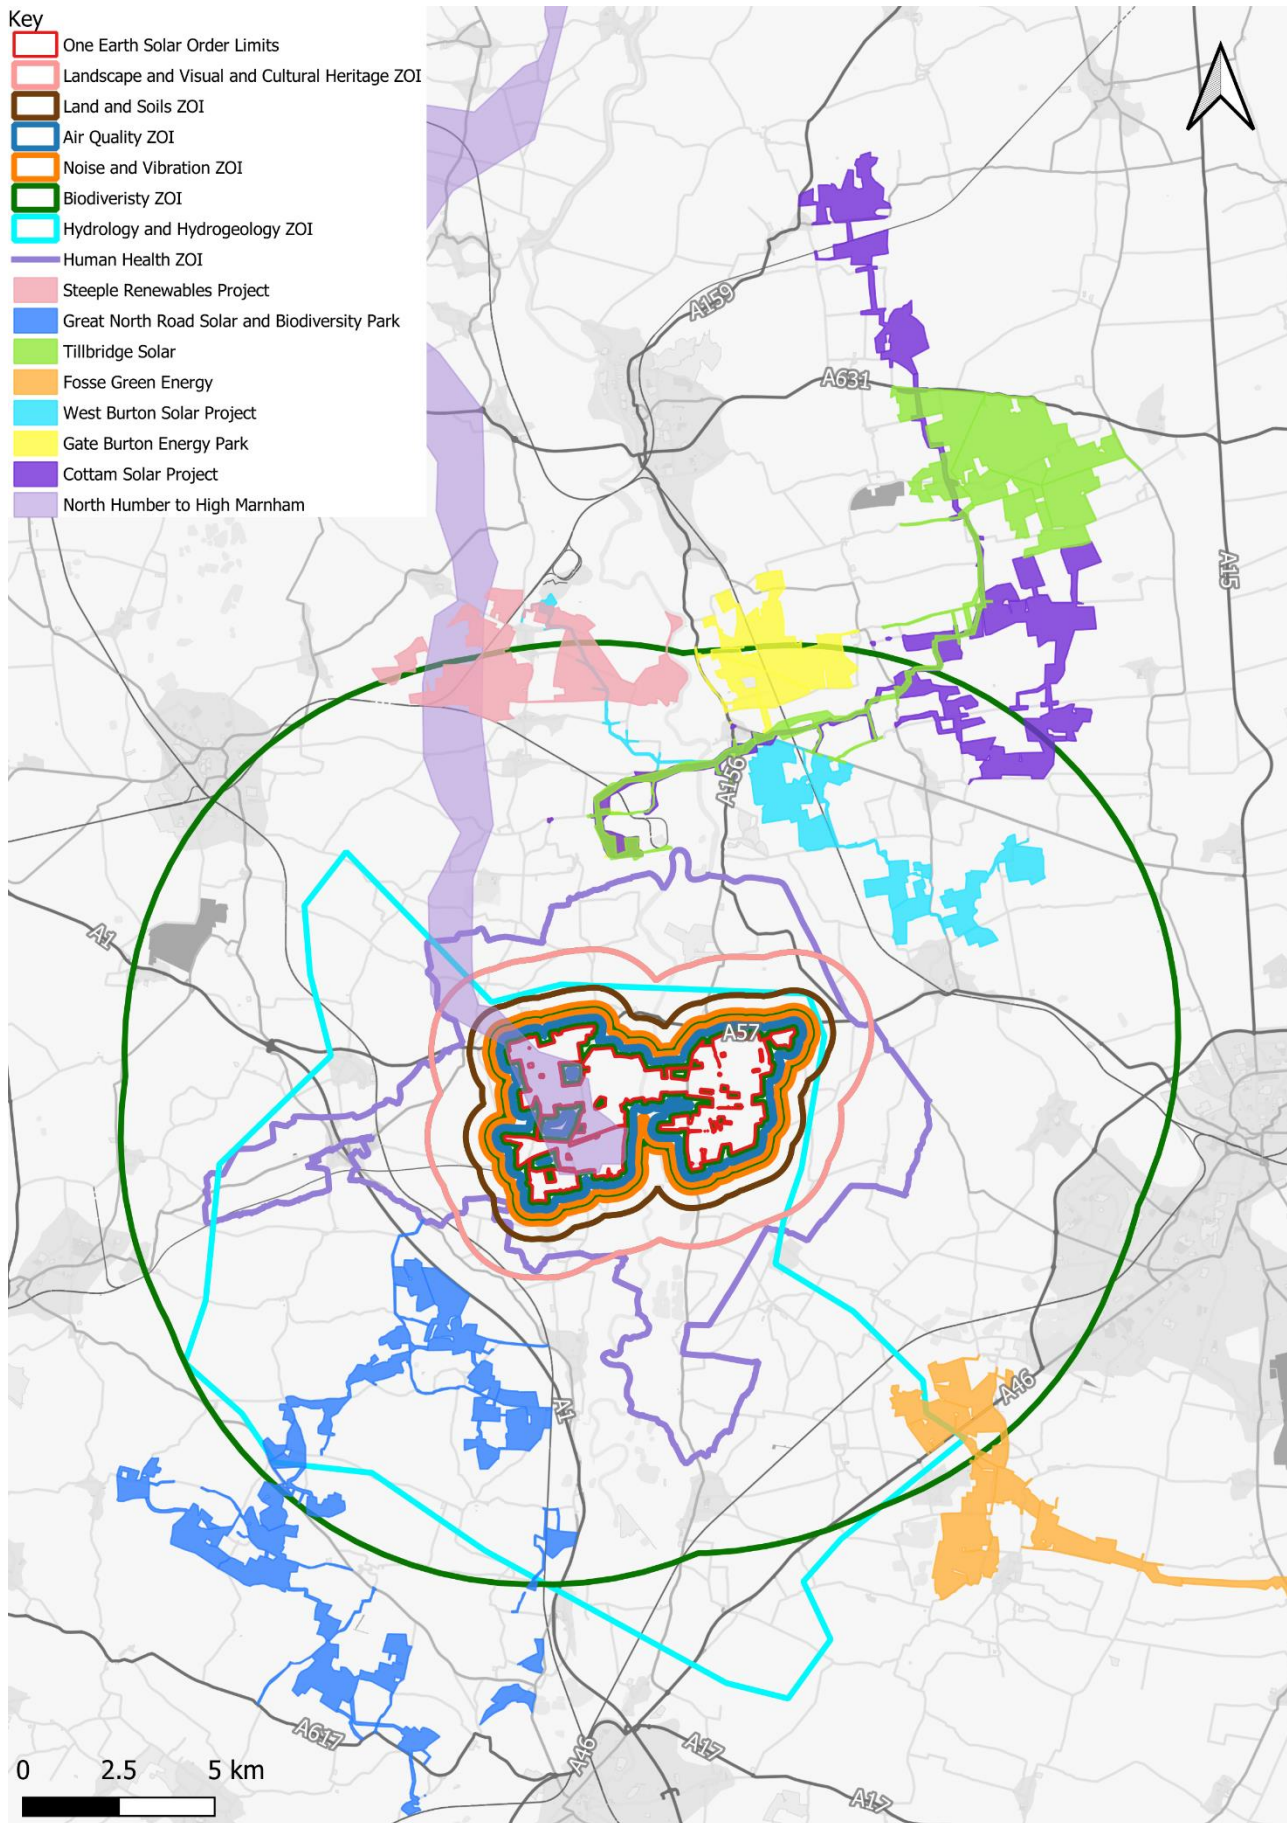 Key
One Earth Solar Order Limits
Landscape and Visual and Cultural Heritage ZOI
Land and Soils ZOI
Air Quality ZOI
Noise and Vibration ZOI
Biodiveristy ZOI
Hydrology and Hydrogeology ZOI
Human Health ZOI
Steeple Renewables Project
Great North Road Solar and Biodiversity Park
Tillbridge Solar
Fosse Green Energy
West Burton Solar Project
Gate Burton Energy Park
Cottam Solar Project
North Humber to High Marnham
A159
A631
A15
A156
A1
A57
A46
A1
A617
A46
A17
A17
0 2.5 5 km